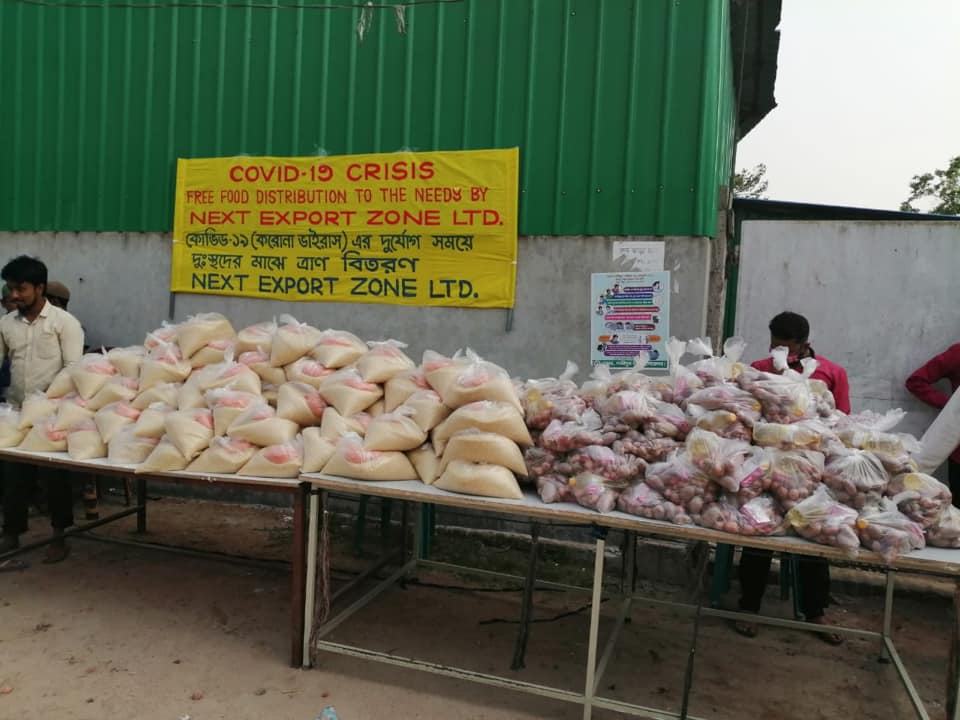 COVID-19 CRISIS
FREE FOOD DISTRIBUTION TO THE NEEDY BY
NEXT EXPORT ZONE LTD.
কোভিড-১৯ (করোনা ভাইরাস) এর দুর্যোগ সময়ে
দুঃস্থদের মাঝে ত্রাণ বিতরণ
NEXT EXPORT ZONE LTD.